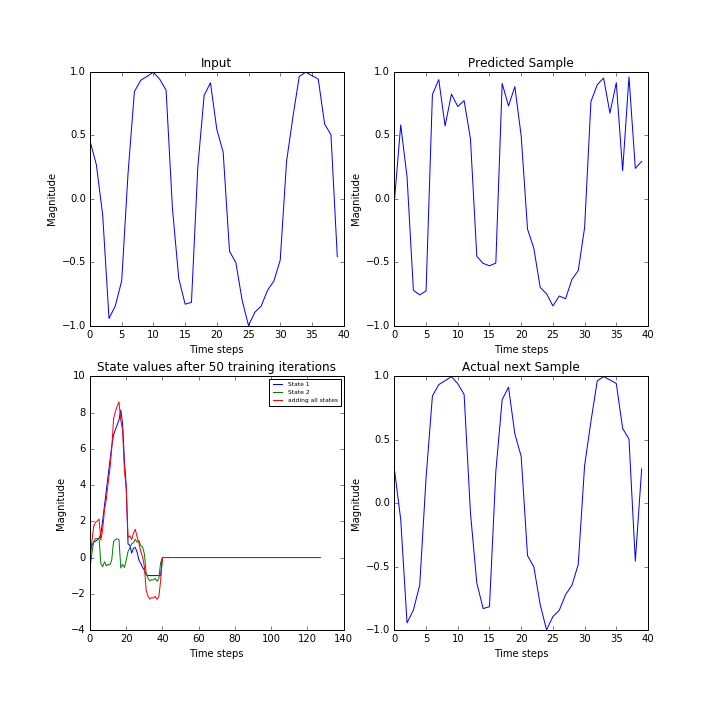 Input
1.0
0.5
0.0
−0.5
−1.0
Magnitude
0 5 10 15 20 25 30 35 40
Time steps
Predicted Sample
1.0
0.5
0.0
−0.5
−1.0
Magnitude
0 5 10 15 20 25 30 35 40
Time steps
State values after 50 training iterations
10
8
6
4
2
0
−2
−4
Magnitude
State 1
State 2
adding all states
0 20 40 60 80 100 120 140
Time steps
Actual next Sample
1.0
0.5
0.0
−0.5
−1.0
Magnitude
0 5 10 15 20 25 30 35 40
Time steps